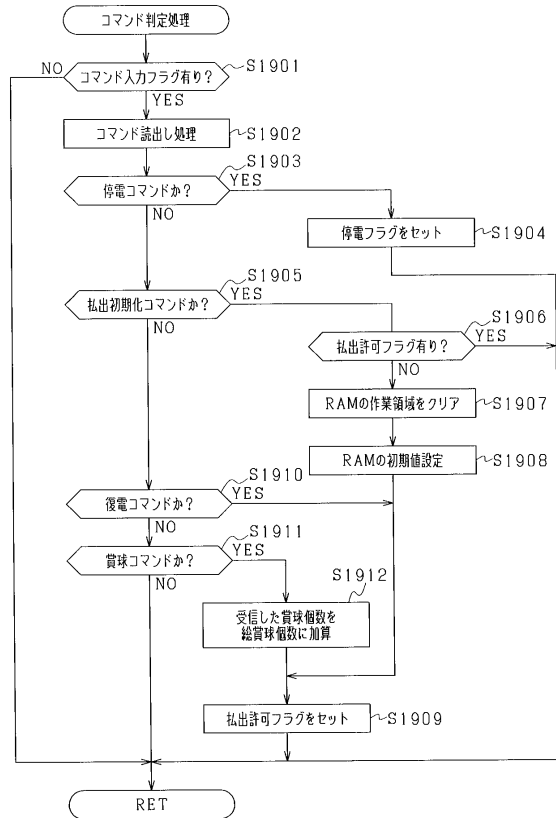 コマンド判定処理
S1901
NO
コマンド入力フラグ有り?
YES
コマンド読出し処理
S1902
S1903
停電コマンドか?
YES
NO
停電フラグをセット
S1904
S1905
払出初期化コマンドか?
YES
NO
S1906
払出許可フラグ有り?
YES
NO
RAMの作業領域をクリア
S1907
RAMの初期値設定
S1908
S1910
復電コマンドか?
YES
NO
S1911
賞球コマンドか?
YES
NO
S1912
受信した賞球個数を
絵賞球個数に加算
払出許可フラグをセット
S1909
RET